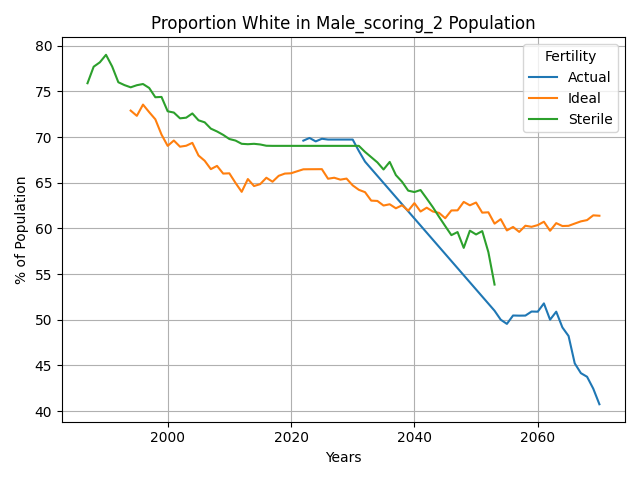 Proportion White in Male_scoring_2 Population
% of Population
80
75
70
65
60
55
50
45
40
Fertility
Actual
Ideal
Sterile
2000
2020
2040
2060
Years